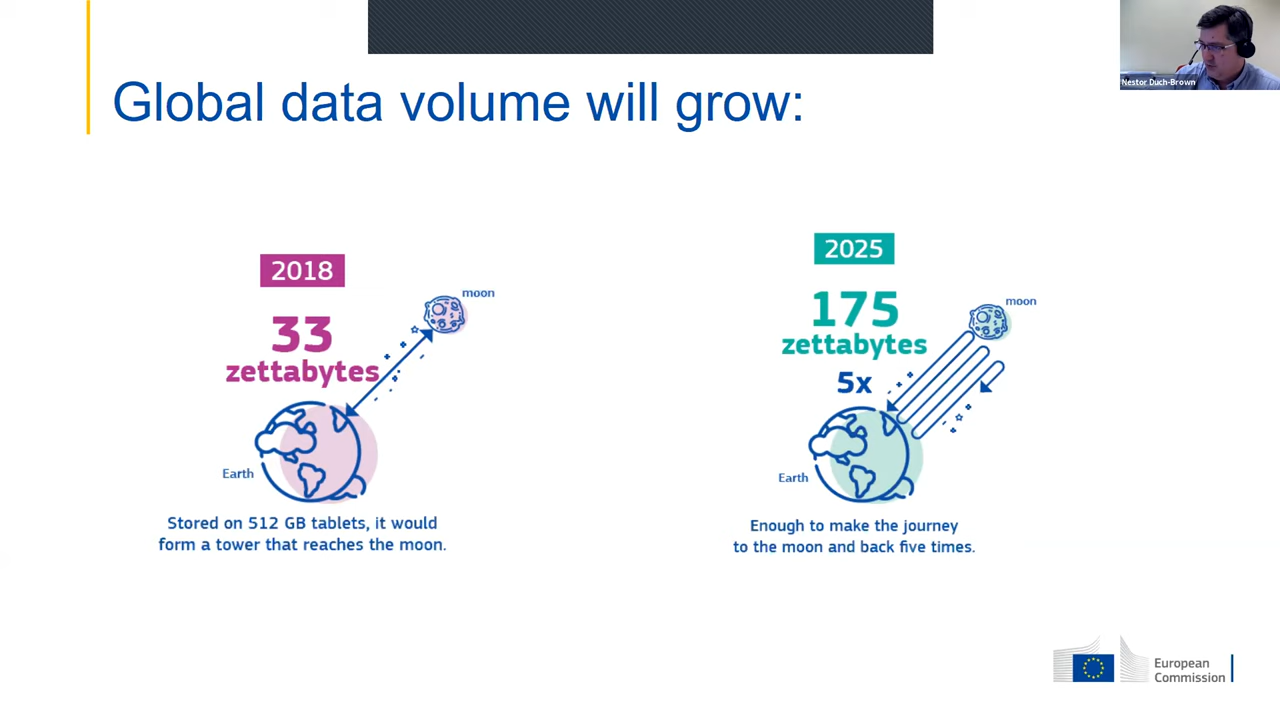 Nestor Duch-Brown
Global data volume will grow:
2018
moon
33
zettabytes
Earth
Stored on 512 GB tablets, it would
form a tower that reaches the moon.
2025
moon
175
zettabytes
5x
Earth
Enough to make the journey
to the moon and back five times.
European
Commission